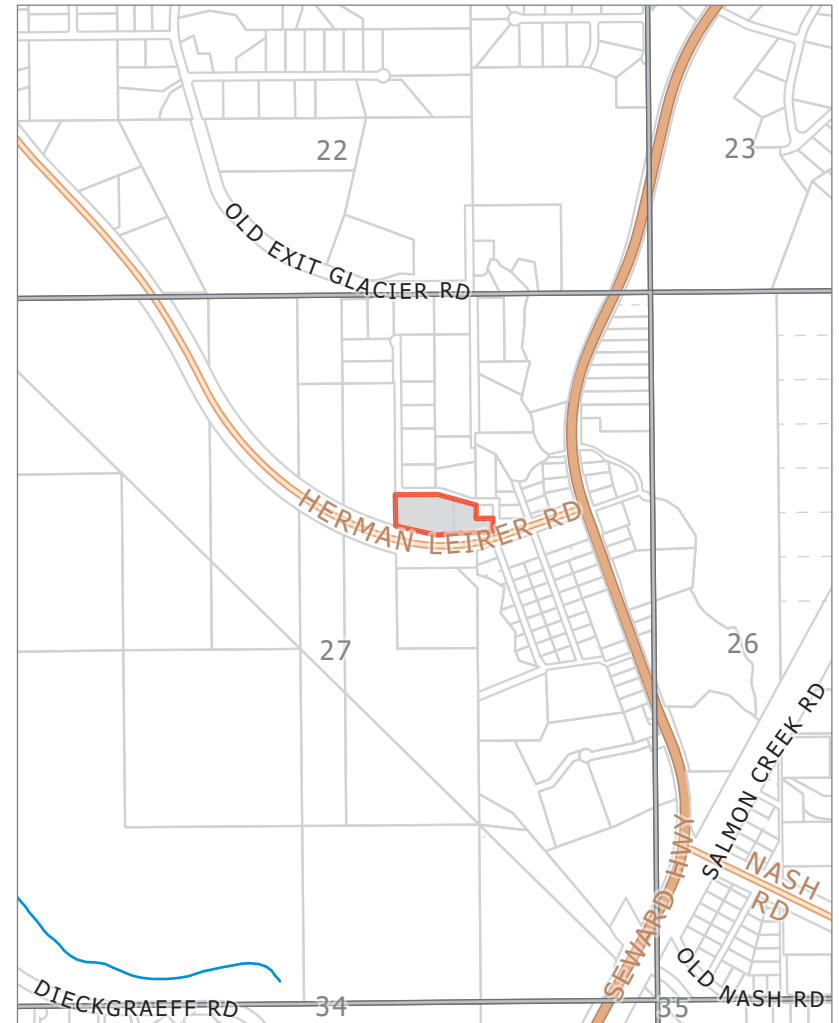 22
23
OLD EXIT GLACIER RD
HERMAN LEIRER RD
27
26
SALMON CREEK RD
SEWARD HWY
NASH
RD
OLD NASH RD
DIECKGRAEFF RD
34
35